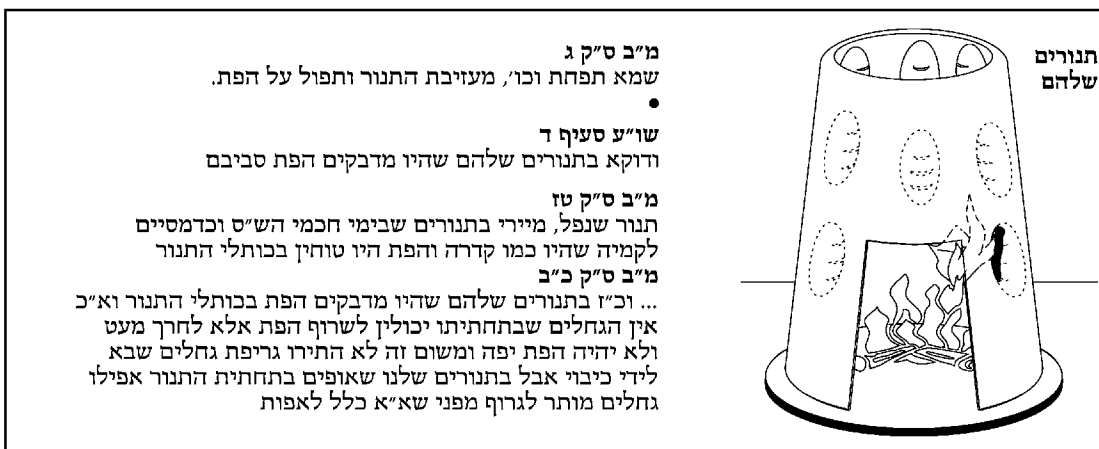 תנורים
שלהם
מ״ב ס״ק ג
שמא תפחת וכו׳, מעזיבת התנור ותפול על הפת.
•
שו״ע סעיף ד
ודוקא בתנורים שלהם שהיו מדבקים הפת סביבם
מ״ב ס״ק טז
תנור שנפל, מיירי בתנורים שבימי חכמי הש״ס וכדמסיים
לקמיה שהיו כמו קדרה והפת היו טוחין בכותלי התנור
מ״ב ס״ק כ״ב
... וכ״ז בתנורים שלהם שהיו מדבקים הפת בכותלי התנור וא״כ
אין הגחלים שבתחתיתו יכולין לשרוף הפת אלא לחרך מעט
ולא יהיה הפת יפה ומשום זה לא התירו גריפת גחלים שבא
לידי כיבוי אבל בתנורים שלנו שאופים בתחתית התנור אפילו
גחלים מותר לגרוף מפני שא״א כלל לאפות